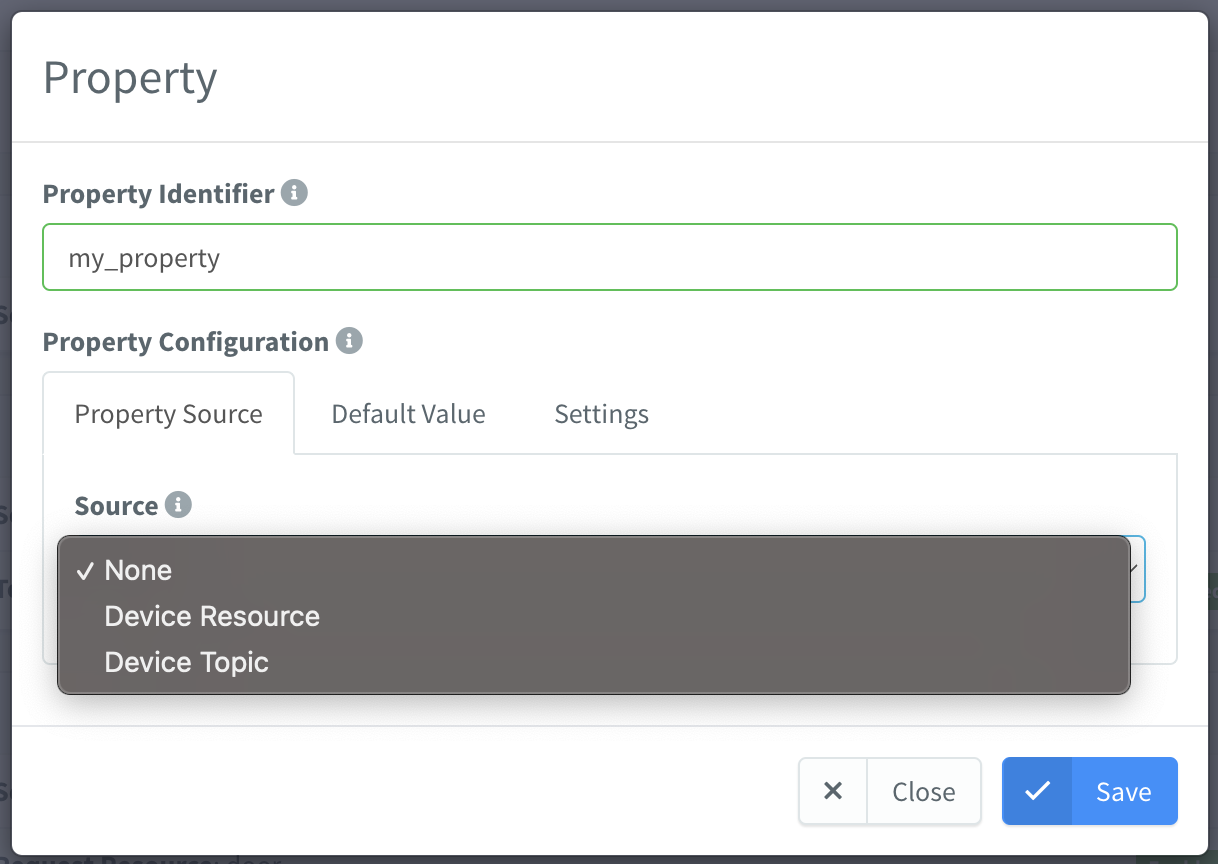 Property
Property Identifier
my_property
Property Configuration
Property Source Default Value Settings
Source
✓ None
Device Resource
Device Topic
Close
Save